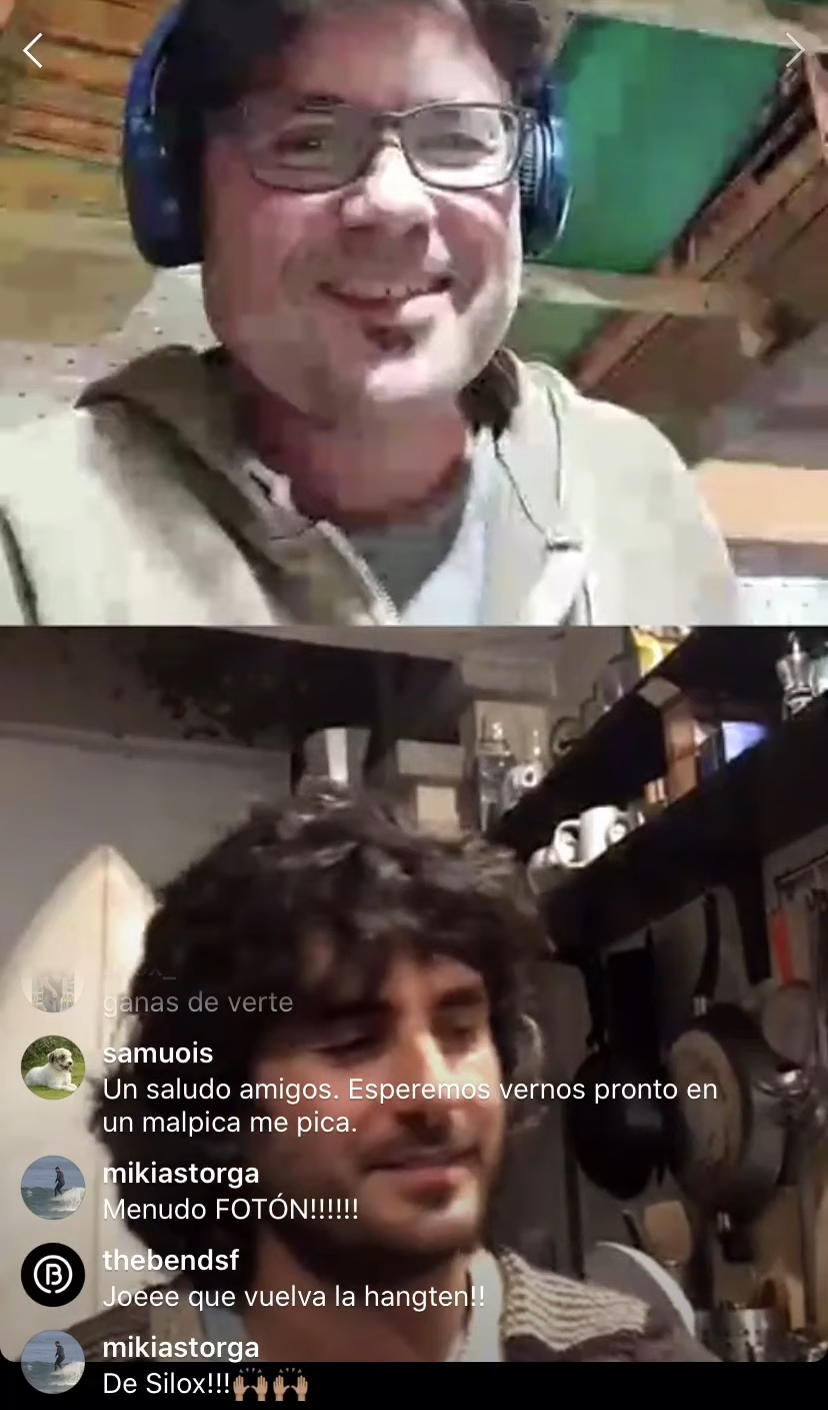 ganas de verte
samuois
Un saludo amigos. Esperemos vernos pronto en
un malpica me pica.
mikiastorga
Menudo FOTÓN!!!!!!
thebendsf
Joeee que vuelva la hangten!!
mikiastorga
De Silox!!!🙌🏽🙌🏽